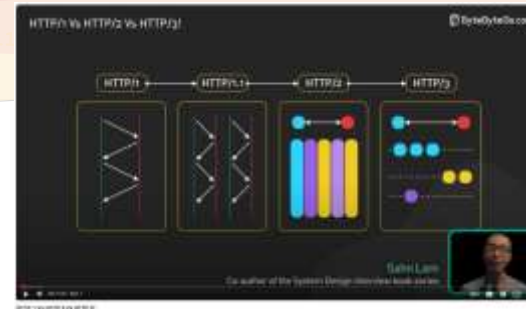 HTTP/1 Vs HTTP/2 Vs HTTP/3!
ByteByteGo.com
HTTP/1
HTTP/1.1
HTTP/2
HTTP/3
Sahn Lam
Co-author of the System Design Interview book series